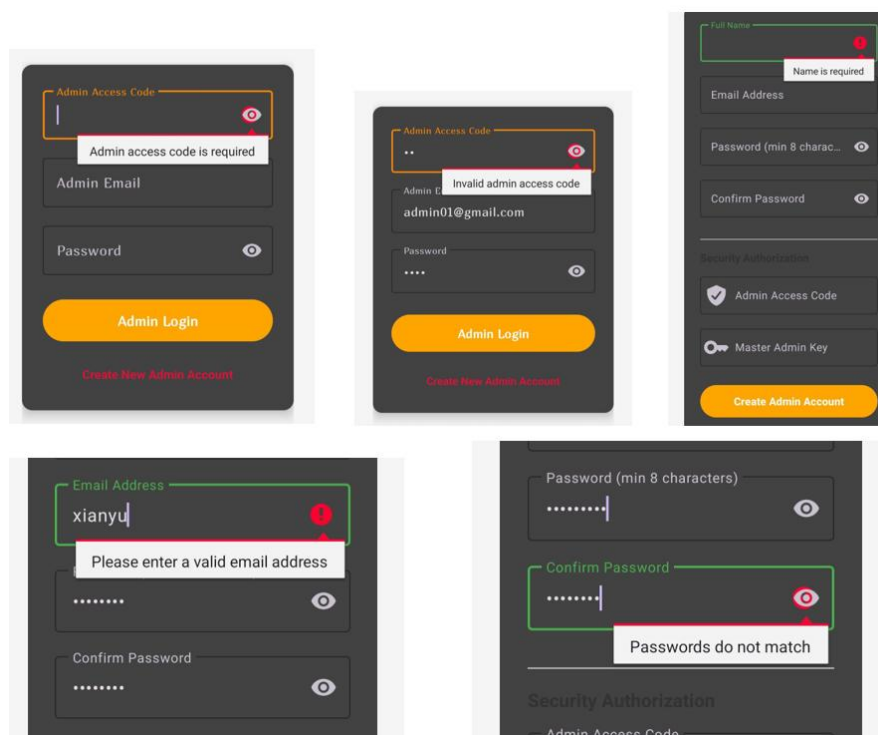 Admin Access Code
Admin access code is required
Admin Email
Password
Admin Login
Create New Admin Account
Admin Access Code
••
Invalid admin access code
Admin E
admin01@gmail.com
Password
••••
Admin Login
Create New Admin Account
Full Name
Name is required
Email Address
Password (min 8 charac...
Confirm Password
Security Authorization
Admin Access Code
Master Admin Key
Create Admin Account
Email Address
xianyu
Please enter a valid email address
••••••••
Confirm Password
••••••••
Password (min 8 characters)
•••••••••
Confirm Password
••••••••
Passwords do not match
Security Authorization
Admin Access Code